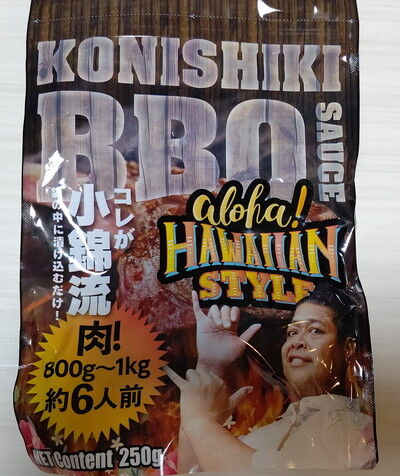 KONISHIKI
BBQ
SAUCE
aloha!
HAWAIIAN
STYLE
コレが
小錦流
の中に漬け込むだけ!
肉!
800g〜1kg
約6人前
NET Content 250g